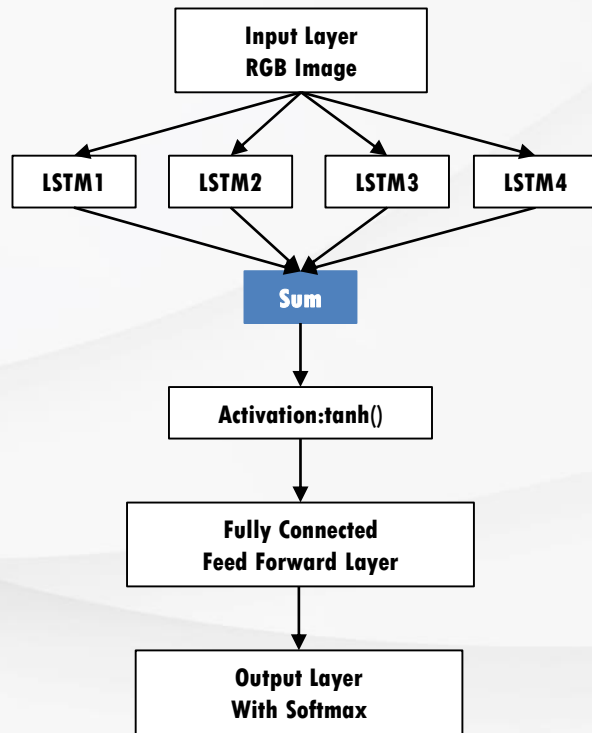 Input Layer
RGB Image
LSTM1 LSTM2 LSTM3 LSTM4
Sum
Activation:tanh()
Fully Connected
Feed Forward Layer
Output Layer
With Softmax